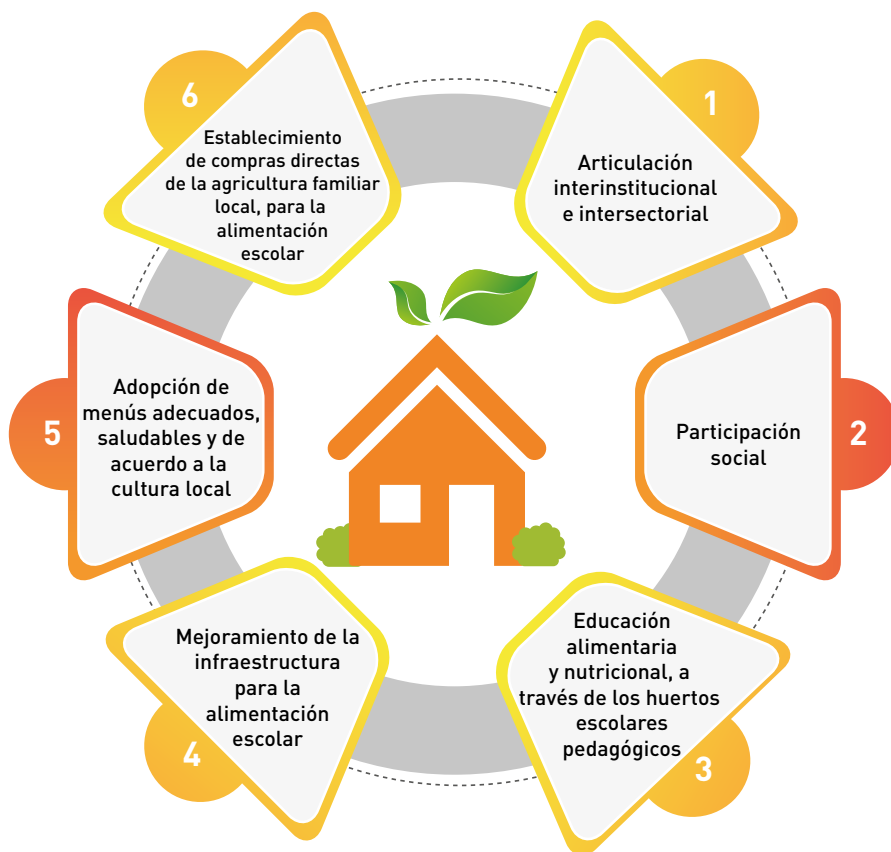 1
Articulación
interinstitucional
e intersectorial
2
Participación
social
3
Educación
alimentaria
y nutricional, a
través de los huertos
escolares
pedagógicos
4
Mejoramiento de la
infraestructura
para la
alimentación
escolar
5
Adopción de
menús adecuados,
saludables y de
acuerdo a la
cultura local
6
Establecimiento
de compras directas
de la agricultura familiar
local, para la
alimentación
escolar